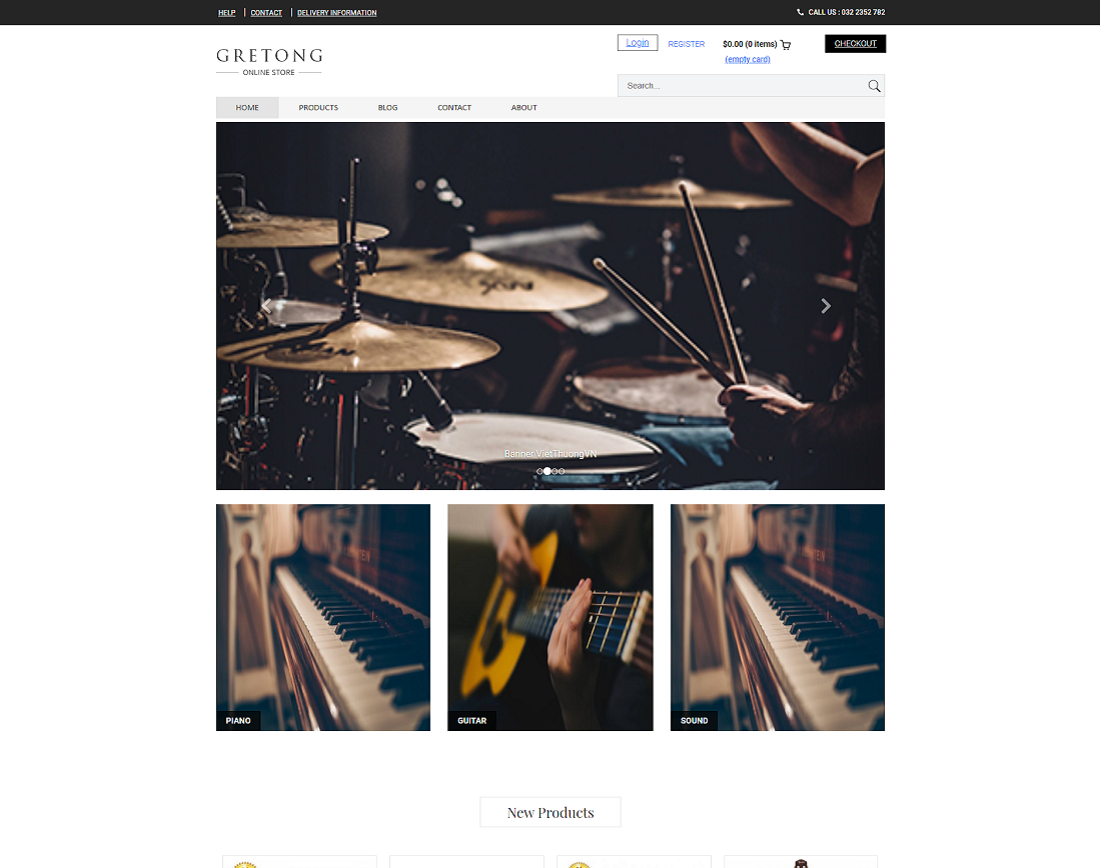 HELP
CONTACT
DELIVERY INFORMATION
CALL US : 032 2352 782
GRETONG
ONLINE STORE
Login
REGISTER
$0.00 (0 items)
(empty card)
CHECKOUT
Search...
HOME
PRODUCTS
BLOG
CONTACT
ABOUT
Banner VietThuongVN
PIANO
GUITAR
SOUND
New Products